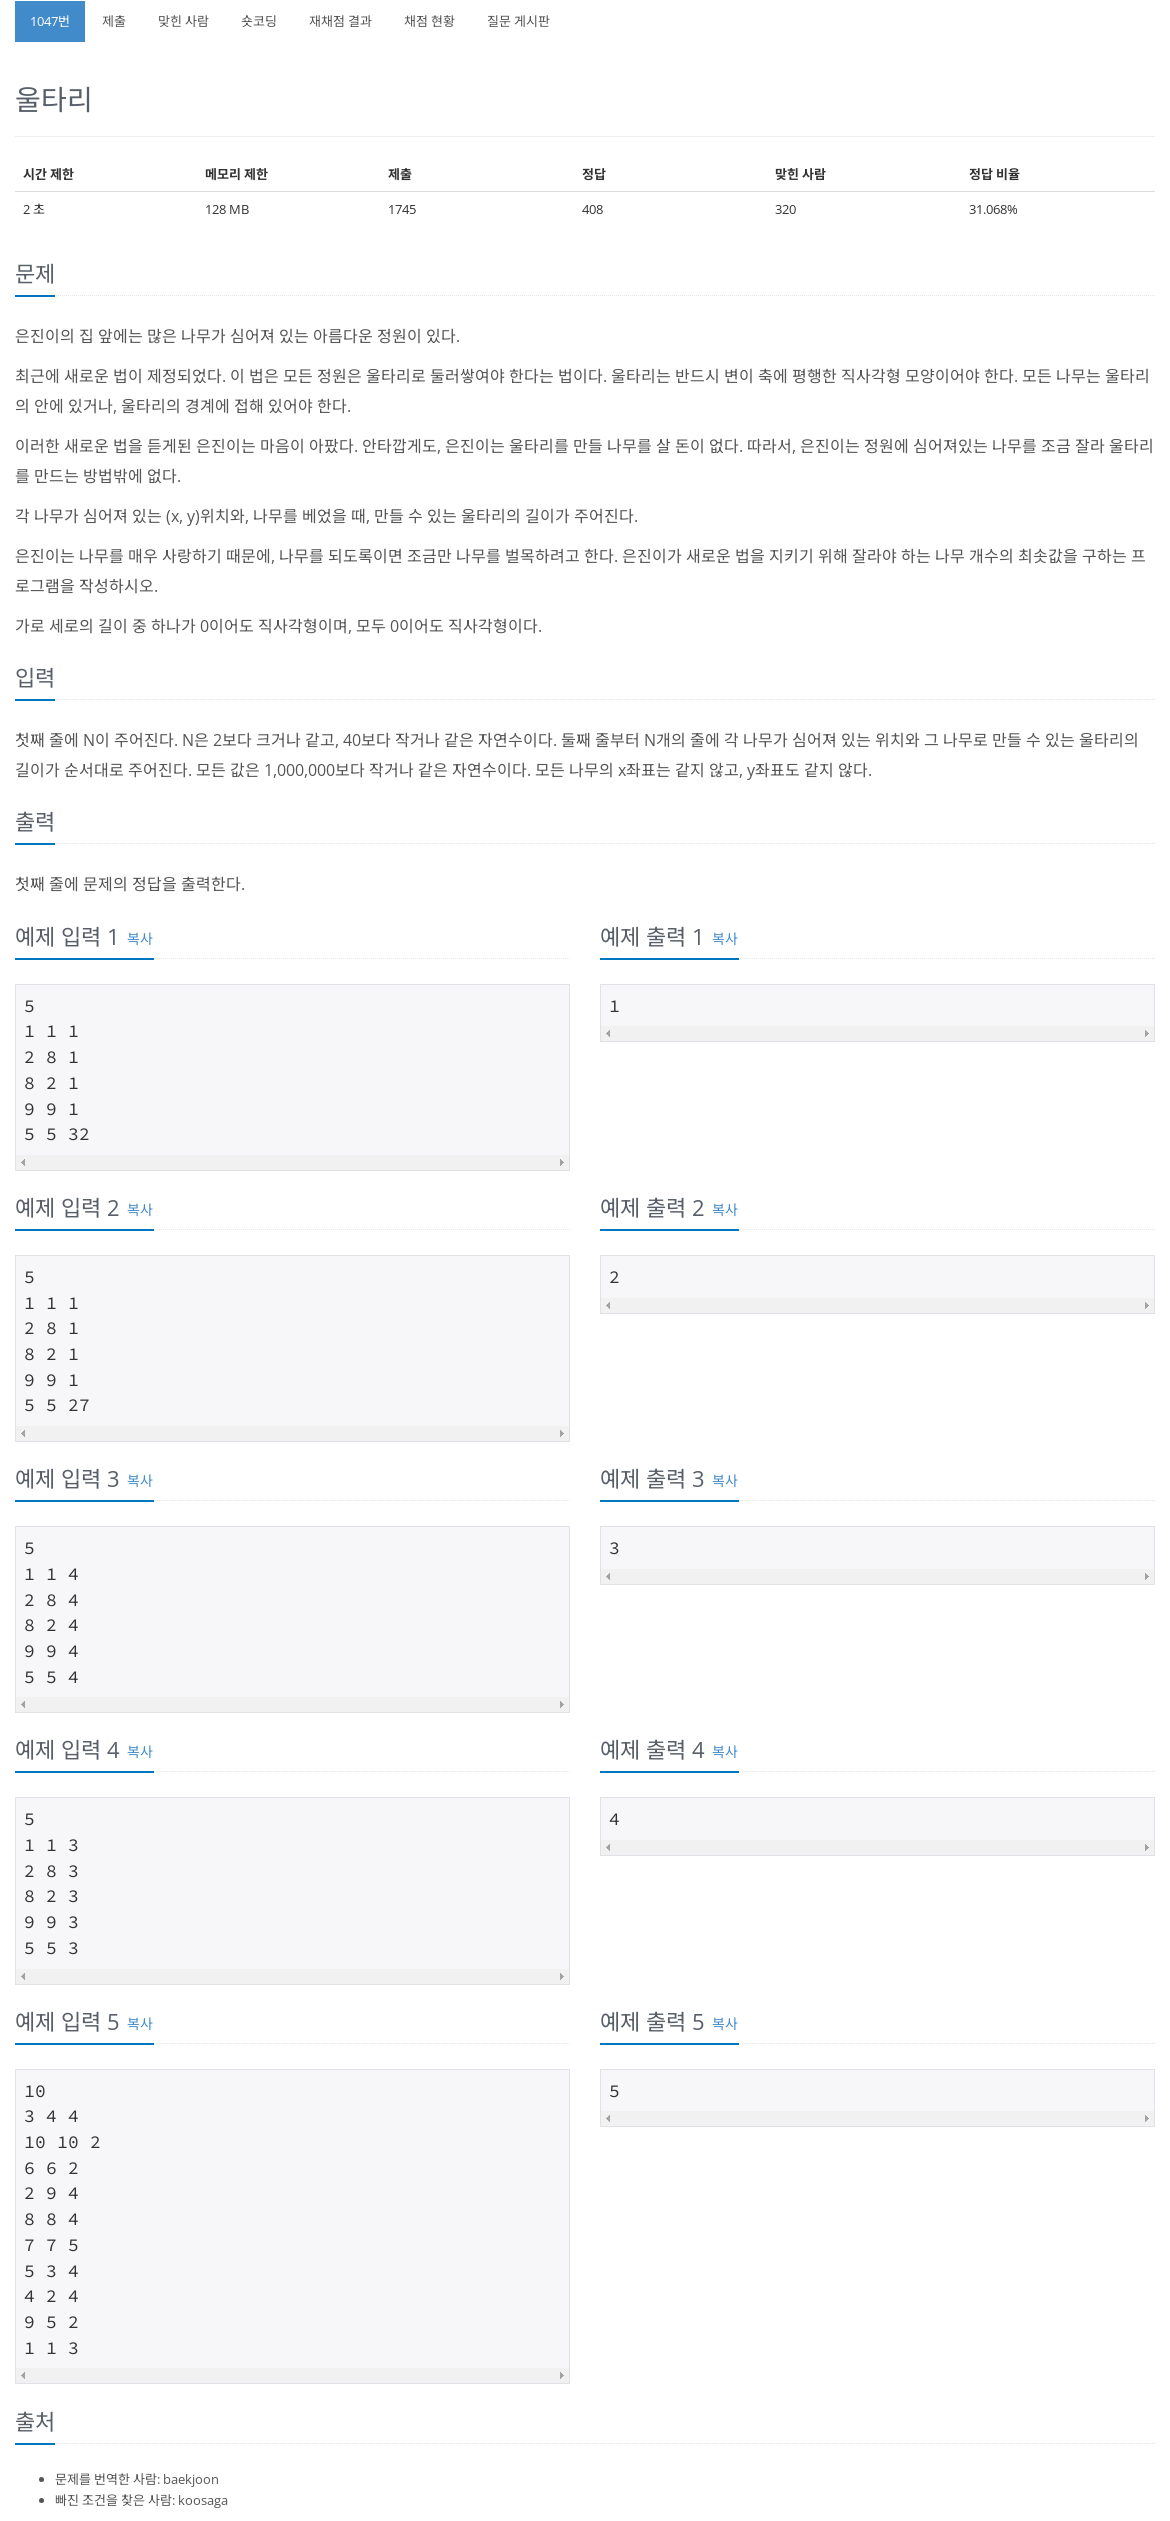 1047번 제출 맞힌 사람 숏코딩 재채점 결과 채점 현황 질문 게시판
울타리
시간 제한 메모리 제한 제출 정답 맞힌 사람 정답 비율
2 초 128 MB 1745 408 320 31.068%
문제
은진이의 집 앞에는 많은 나무가 심어져 있는 아름다운 정원이 있다.
최근에 새로운 법이 제정되었다. 이 법은 모든 정원은 울타리로 둘러쌓여야 한다는 법이다. 울타리는 반드시 변이 축에 평행한 직사각형 모양이어야 한다. 모든 나무는 울타리
의 안에 있거나, 울타리의 경계에 접해 있어야 한다.
이러한 새로운 법을 듣게된 은진이는 마음이 아팠다. 안타깝게도, 은진이는 울타리를 만들 나무를 살 돈이 없다. 따라서, 은진이는 정원에 심어져있는 나무를 조금 잘라 울타리
를 만드는 방법밖에 없다.
각 나무가 심어져 있는 (x, y)위치와, 나무를 베었을 때, 만들 수 있는 울타리의 길이가 주어진다.
은진이는 나무를 매우 사랑하기 때문에, 나무를 되도록이면 조금만 나무를 벌목하려고 한다. 은진이가 새로운 법을 지키기 위해 잘라야 하는 나무 개수의 최솟값을 구하는 프
로그램을 작성하시오.
가로 세로의 길이 중 하나가 0이어도 직사각형이며, 모두 0이어도 직사각형이다.
입력
첫째 줄에 N이 주어진다. N은 2보다 크거나 같고, 40보다 작거나 같은 자연수이다. 둘째 줄부터 N개의 줄에 각 나무가 심어져 있는 위치와 그 나무로 만들 수 있는 울타리의
길이가 순서대로 주어진다. 모든 값은 1,000,000보다 작거나 같은 자연수이다. 모든 나무의 x좌표는 같지 않고, y좌표도 같지 않다.
출력
첫째 줄에 문제의 정답을 출력한다.
예제 입력 1 복사
5
1 1 1
2 8 1
8 2 1
9 9 1
5 5 32
예제 출력 1 복사
1
예제 입력 2 복사
5
1 1 1
2 8 1
8 2 1
9 9 1
5 5 27
예제 출력 2 복사
2
예제 입력 3 복사
5
1 1 4
2 8 4
8 2 4
9 9 4
5 5 4
예제 출력 3 복사
3
예제 입력 4 복사
5
1 1 3
2 8 3
8 2 3
9 9 3
5 5 3
예제 출력 4 복사
4
예제 입력 5 복사
10
3 4 4
10 10 2
6 6 2
2 9 4
8 8 4
7 7 5
5 3 4
4 2 4
9 5 2
1 1 3
예제 출력 5 복사
5
출처
문제를 번역한 사람: baekjoon
빠진 조건을 찾은 사람: koosaga